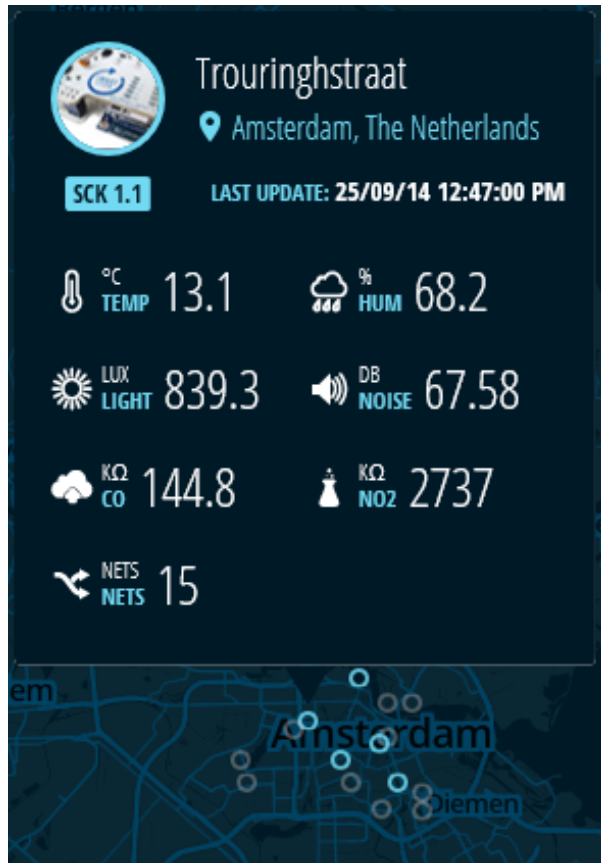 Trouringhstraat
Amsterdam, The Netherlands
SCK 1.1 LAST UPDATE: 25/09/14 12:47:00 PM
°C
TEMP 13.1
%
HUM 68.2
LUX
LIGHT 839.3
DB
NOISE 67.58
KΩ
CO 144.8
KΩ
NO2 2737
NETS
NETS 15
em
Amsterdam
Diemen